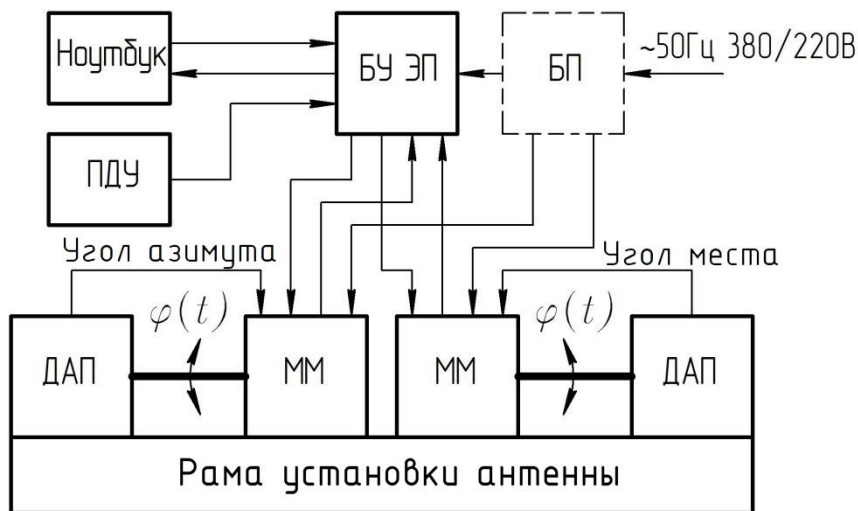 Ноутбук
БУ ЭП
БП
~50Гц 380/220В
ПДУ
Угол азимута
Угол места
φ(t)
φ(t)
ДАП
ММ
ММ
ДАП
Рама установки антенны